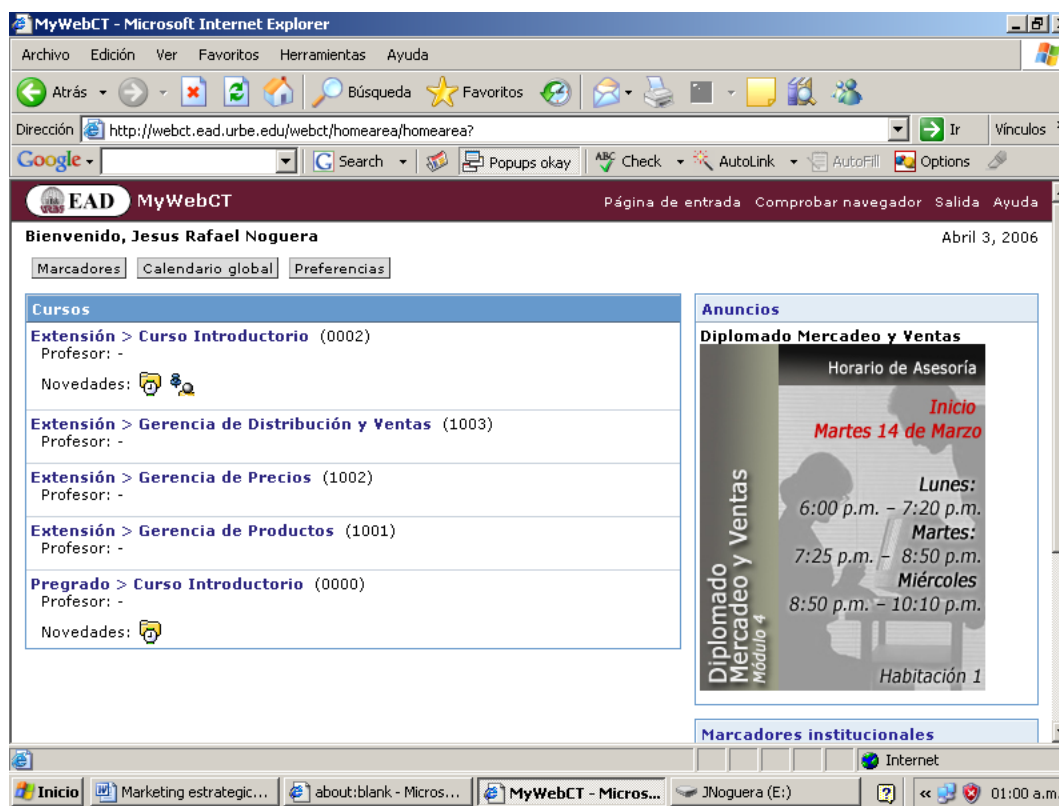 MyWebCT - Microsoft Internet Explorer
Archivo Edición Ver Favoritos Herramientas Ayuda
Atrás Búsqueda Favoritos
Dirección http://webct.ead.urbe.edu/webct/homearea/homearea? Ir Vínculos
Google Search Popups okay ABC Check AutoLink AutoFill Options
EAD MyWebCT Página de entrada Comprobar navegador Salida Ayuda
Bienvenido, Jesus Rafael Noguera Abril 3, 2006
Marcadores Calendario global Preferencias
Cursos
Extensión > Curso Introductorio (0002)
Profesor: -
Novedades:
Extensión > Gerencia de Distribución y Ventas (1003)
Profesor: -
Extensión > Gerencia de Precios (1002)
Profesor: -
Extensión > Gerencia de Productos (1001)
Profesor: -
Pregrado > Curso Introductorio (0000)
Profesor: -
Novedades:
Anuncios
Diplomado Mercadeo y Ventas
Horario de Asesoría
Inicio
Martes 14 de Marzo
Lunes:
6:00 p.m. – 7:20 p.m.
Martes:
7:25 p.m. – 8:50 p.m.
Miércoles
8:50 p.m. – 10:10 p.m.
Habitación 1
Diplomado
Mercadeo y Ventas
Módulo 4
Marcadores institucionales
Internet
Inicio Marketing estrategic... about:blank - Micros... MyWebCT - Micros... JNoguera (E:) « 01:00 a.m.